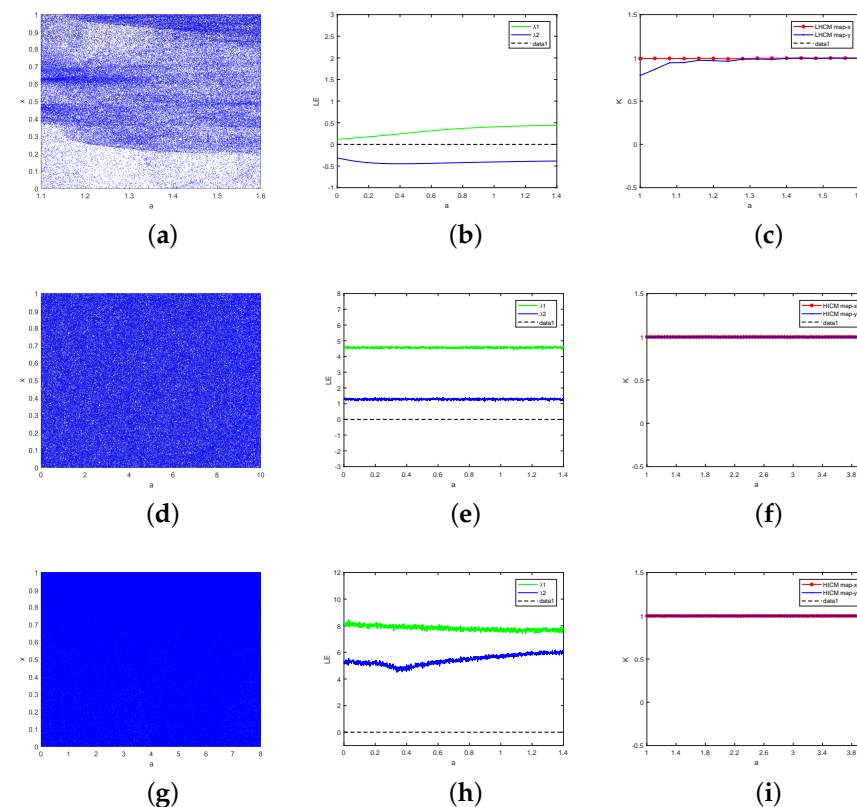 1
0.9
0.8
0.7
0.6
0.5
0.4
0.3
0.2
0.1
0
x
1.1 1.2 1.3 1.4 1.5 1.6
a
(a)
3
2.5
2
1.5
1
0.5
0
-0.5
-1
LE
λ1
λ2
data1
0 0.2 0.4 0.6 0.8 1 1.2 1.4
a
(b)
1.5
1
0.5
0
-0.5
K
LHCM map-x
LHCM map-y
data1
1 1.1 1.2 1.3 1.4 1.5
a
(c)
1
0.9
0.8
0.7
0.6
0.5
0.4
0.3
0.2
0.1
0
x
0 2 4 6 8 10
a
(d)
8
7
6
5
4
3
2
1
0
-1
-2
-3
LE
λ1
λ2
data1
0 0.2 0.4 0.6 0.8 1 1.2 1.4
a
(e)
1.5
1
0.5
0
-0.5
K
HICM map-x
HICM map-y
data1
1 1.4 1.8 2.2 2.6 3 3.4 3.8
a
(f)
1
0.9
0.8
0.7
0.6
0.5
0.4
0.3
0.2
0.1
0
x
0 1 2 3 4 5 6 7 8
a
(g)
12
10
8
6
4
2
0
LE
λ1
λ2
data1
0 0.2 0.4 0.6 0.8 1 1.2 1.4
a
(h)
1.5
1
0.5
0
-0.5
K
HICM map-x
HICM map-y
data1
1 1.4 1.8 2.2 2.6 3 3.4 3.8
a
(i)